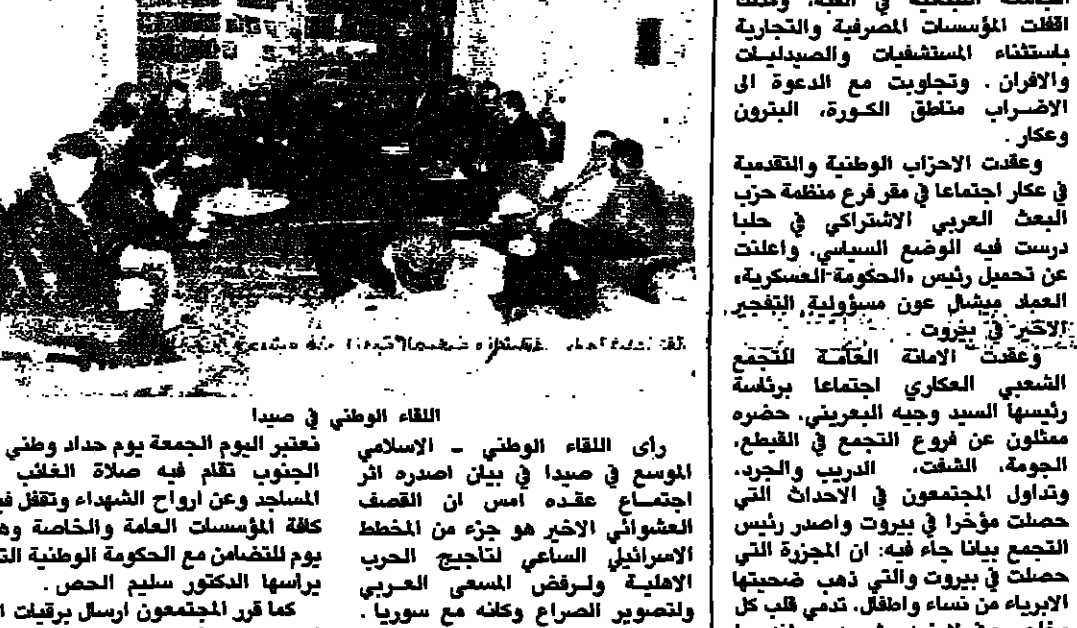 اقفلت المؤسسات المصرفية والتجارية
باستثناء المستشفيات والصيدليات
والافران . وتجاوبت مع الدعوة الى
الاضراب مناطق الكورة، البترون
وعكار .
وعقدت الاحزاب الوطنية والتقدمية
في عكار اجتماعا في مقر فرع منظمة حزب
البعث العربي الاشتراكي في حلبا
درست فيه الوضع السياسي، واعلنت
عن تحميل رئيس «الحكومة العسكرية»
العماد ميشال عون مسؤولية التفجير
الاخير في بيروت .
وعقدت الامانة العامة للتجمع
الشعبي العكاري اجتماعا برئاسة
رئيسها السيد وجيه البعريني، حضره
ممثلون عن فروع التجمع في القيطع،
الجومة، الشفت، الدريب والجرد،
وتداول المجتمعون في الاحداث التي
حصلت مؤخرا في بيروت واصدر رئيس
التجمع بيانا جاء فيه: ان المجزرة التي
حصلت في بيروت والتي ذهب ضحيتها
الابرياء من نساء واطفال، تدمي قلب كل
اللقاء الوطني في صيدا
رأى اللقاء الوطني ــ الاسلامي
الموسع في صيدا في بيان اصدره اثر
اجتماع عقده امس ان القصف
العشوائي الاخير هو جزء من المخطط
الاسرائيلي الساعي لتأجيج الحرب
الاهلية ولرفض المسعى العربي
ولتصوير الصراع وكانه مع سوريا .
نعتبر اليوم الجمعة يوم حداد وطني
الجنوب تقام فيه صلاة الغائب
المساجد وعن ارواح الشهداء وتقفل
كافة المؤسسات العامة والخاصة
يوم للتضامن مع الحكومة الوطنية
يراسها الدكتور سليم الحص .
كما قرر المجتمعون ارسال برقيات